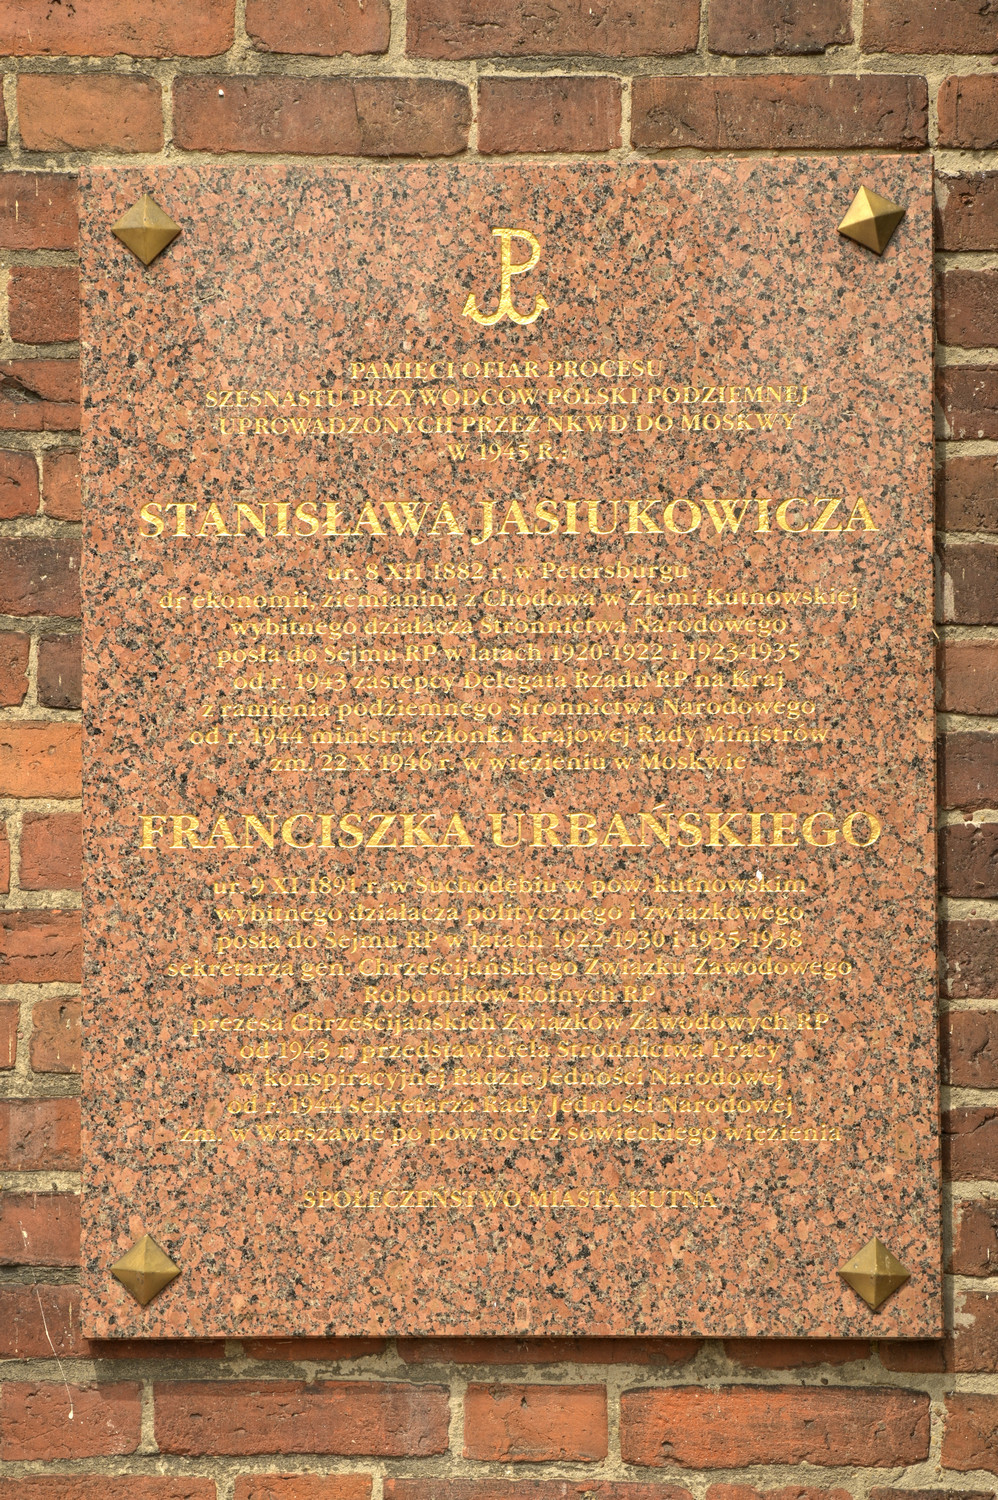 PAMIĘCI OFIAR PROCESU
SZESNASTU PRZYWÓDCÓW POLSKI PODZIEMNEJ
UPROWADZONYCH PRZEZ NKWD DO MOSKWY
W 1945 R.:
STANISŁAWA JASIUKOWICZA
ur. 8 XII 1882 r. w Petersburgu
dr ekonomii, ziemianina z Chodowa w Ziemi Kutnowskiej
wybitnego działacza Stronnictwa Narodowego
posła do Sejmu RP w latach 1920-1922 i 1923-1935
od r. 1943 zastępcy Delegata Rządu RP na Kraj
z ramienia podziemnego Stronnictwa Narodowego
od r. 1944 ministra członka Krajowej Rady Ministrów
zm. 22 X 1946 r. w więzieniu w Moskwie
FRANCISZKA URBAŃSKIEGO
ur. 9 XI 1891 r. w Suchodębiu w pow. kutnowskim
wybitnego działacza politycznego i związkowego
posła do Sejmu RP w latach 1922-1930 i 1935-1938
sekretarza gen. Chrześcijańskiego Związku Zawodowego
Robotników Rolnych RP
prezesa Chrześcijańskich Związków Zawodowych RP
od 1943 r. przedstawiciela Stronnictwa Pracy
w konspiracyjnej Radzie Jedności Narodowej
od r. 1944 sekretarza Rady Jedności Narodowej
zm. w Warszawie po powrocie z sowieckiego więzienia
SPOŁECZEŃSTWO MIASTA KUTNA